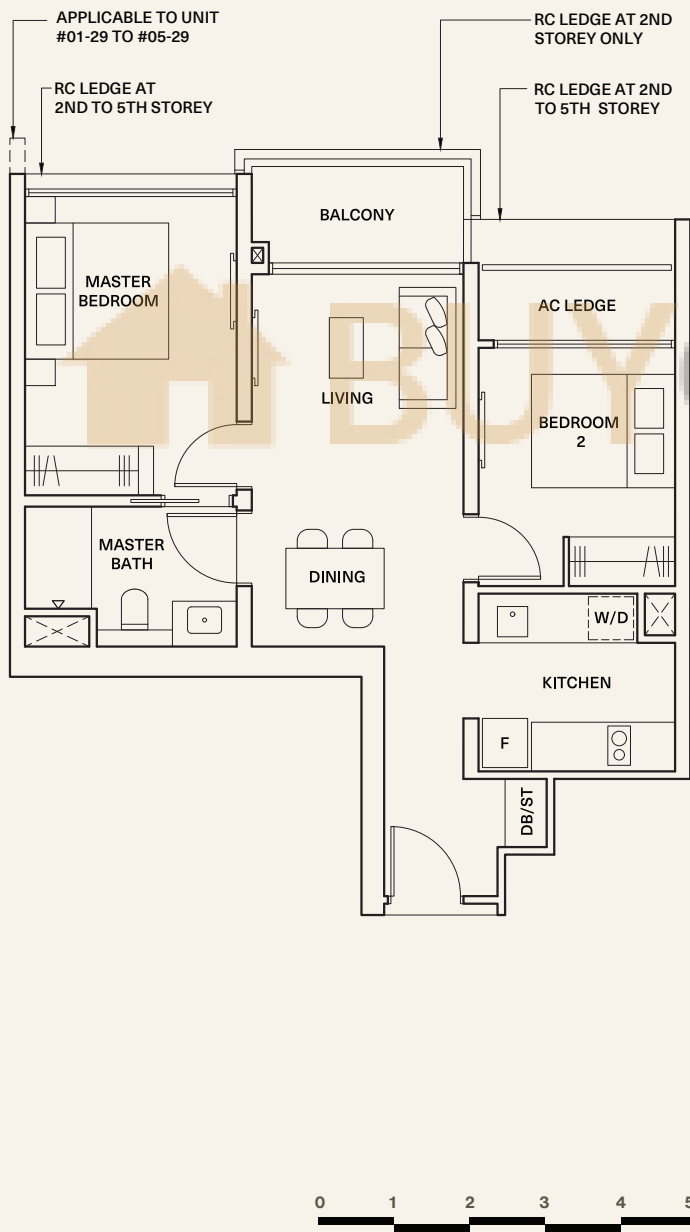 APPLICABLE TO UNIT
#01-29 TO #05-29
RC LEDGE AT 2ND
STOREY ONLY
RC LEDGE AT
2ND TO 5TH STOREY
RC LEDGE AT 2ND
TO 5TH STOREY
BALCONY
MASTER
BEDROOM
AC LEDGE
BUY
LIVING
BEDROOM
2
MASTER
BATH
DINING
W/D
KITCHEN
F
DB/ST
0 1 2 3 4 5